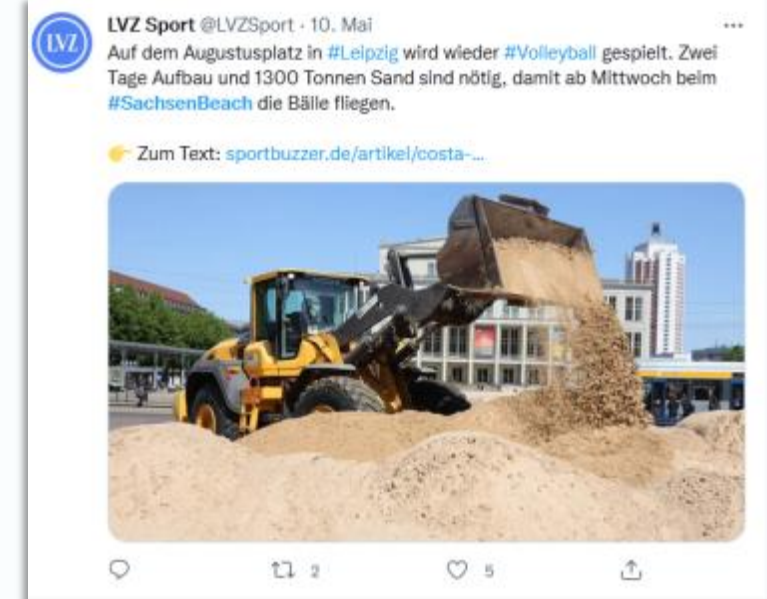 LVZ
LVZ Sport @LVZSport · 10. Mai
Auf dem Augustusplatz in #Leipzig wird wieder #Volleyball gespielt. Zwei
Tage Aufbau und 1300 Tonnen Sand sind nötig, damit ab Mittwoch beim
#SachsenBeach die Bälle fliegen.
👉 Zum Text: sportbuzzer.de/artikel/costa-...
2
5